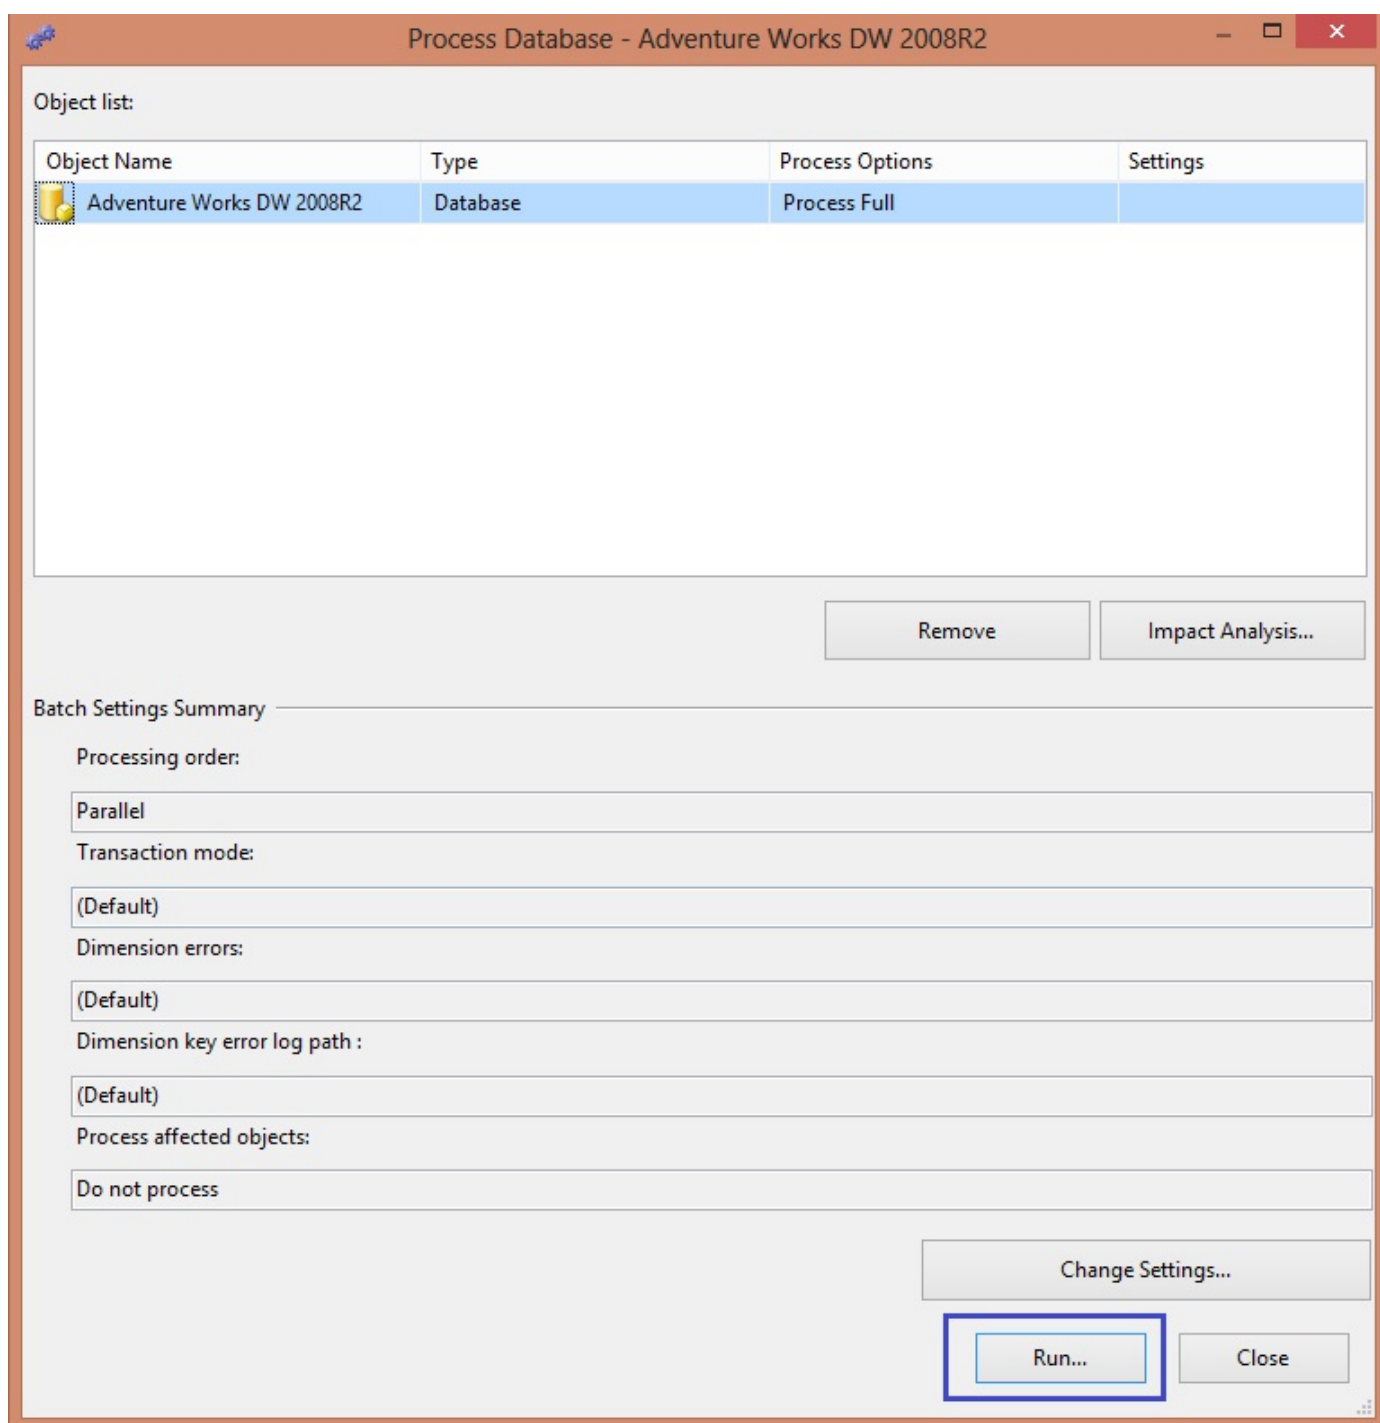 Process Database - Adventure Works DW 2008R2
Object list:
Object Name Type Process Options Settings
Adventure Works DW 2008R2 Database Process Full
Remove Impact Analysis...
Batch Settings Summary
Processing order:
Parallel
Transaction mode:
(Default)
Dimension errors:
(Default)
Dimension key error log path :
(Default)
Process affected objects:
Do not process
Change Settings...
Run... Close